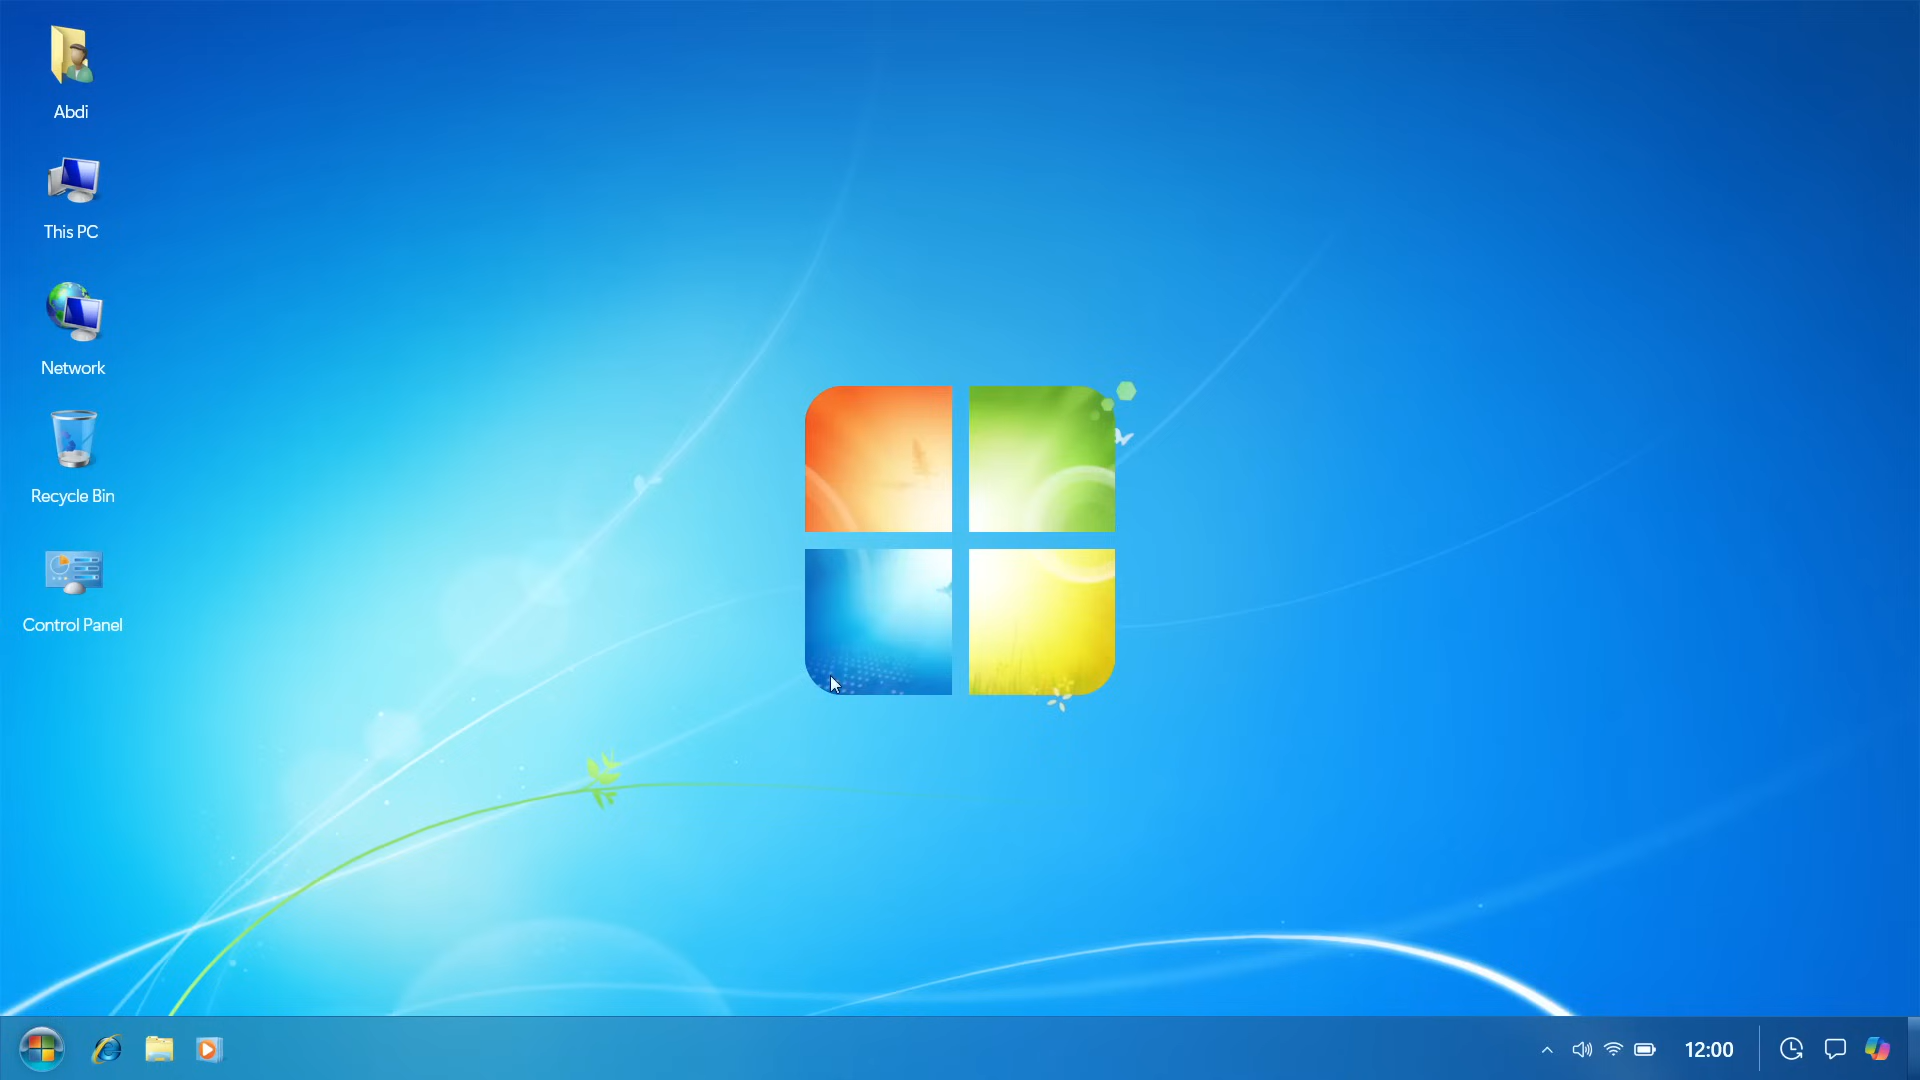 Abdi
This PC
Network
Recycle Bin
Control Panel
12:00